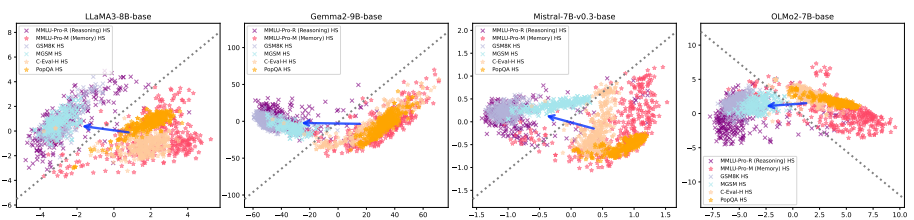 LLaMA3-8B-base
Gemma2-9B-base
Mistral-7B-v0.3-base
OLMo2-7B-base
MMLU-Pro-R (Reasoning) HS
MMLU-Pro-M (Memory) HS
GSM8K HS
MGSM HS
C-Eval-H HS
PopQA HS
8
6
4
2
0
−2
−4
−6
−4
−2
0
2
4
MMLU-Pro-R (Reasoning) HS
MMLU-Pro-M (Memory) HS
GSM8K HS
MGSM HS
C-Eval-H HS
PopQA HS
100
50
0
−50
−100
−60
−40
−20
0
20
40
60
MMLU-Pro-R (Reasoning) HS
MMLU-Pro-M (Memory) HS
GSM8K HS
MGSM HS
C-Eval-H HS
PopQA HS
2.0
1.5
1.0
0.5
0.0
−0.5
−1.0
−1.5
−1.5
−1.0
−0.5
0.0
0.5
1.0
1.5
10
5
0
−5
−10
MMLU-Pro-R (Reasoning) HS
MMLU-Pro-M (Memory) HS
GSM8K HS
MGSM HS
C-Eval-H HS
PopQA HS
−7.5
−5.0
−2.5
0.0
2.5
5.0
7.5
10.0